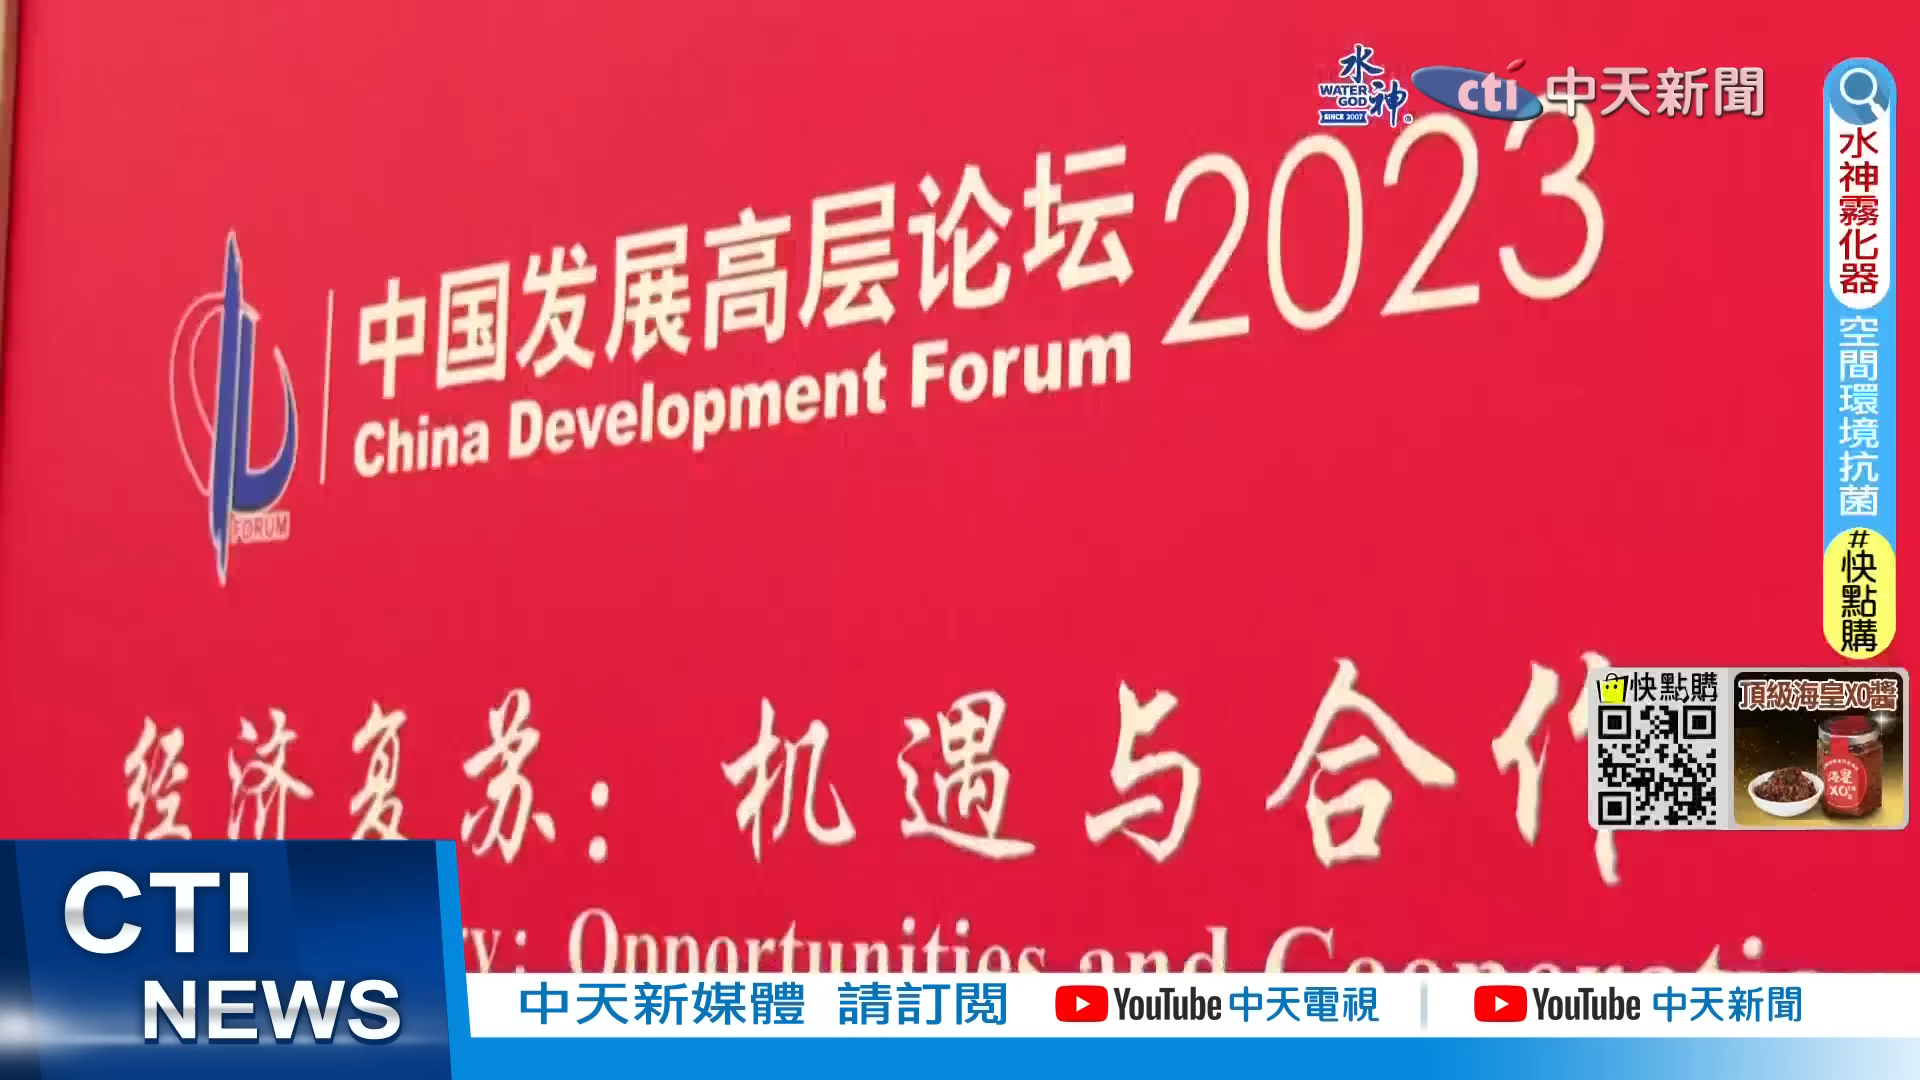 水神
WATER GOD
SINCE 2007
cti 中天新聞
中国发展高层论坛 2023
China Development Forum
FORUM
经济复苏：机遇与合作
Opportunities and
水神霧化器
空間環境抗菌
#快點購
快點購
頂級海皇XO醬
CTI NEWS
中天新媒體 請訂閱 YouTube 中天電視 YouTube 中天新聞